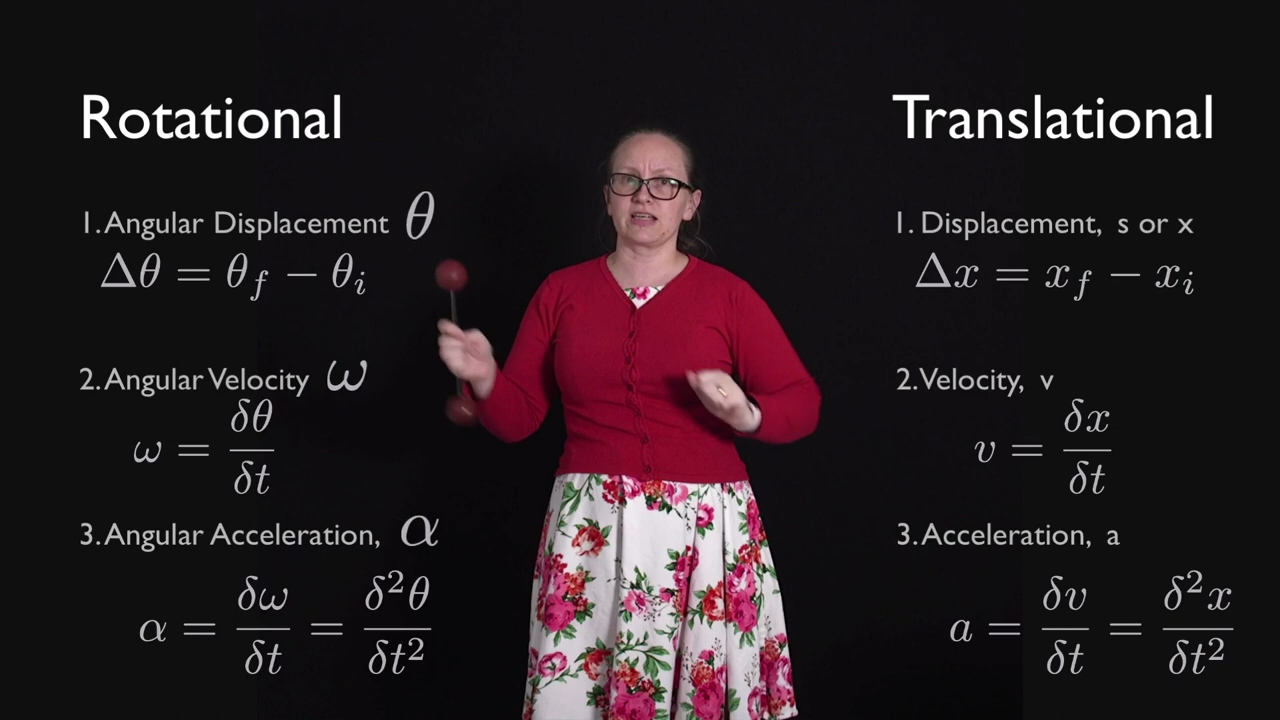 Rotational
1. Angular Displacement θ
Δθ = θ_f − θ_i
2. Angular Velocity ω
ω = δθ/δt
3. Angular Acceleration, α
α = δω/δt = δ²θ/δt²
Translational
1. Displacement, s or x
Δx = x_f − x_i
2. Velocity, v
v = δx/δt
3. Acceleration, a
a = δv/δt = δ²x/δt²